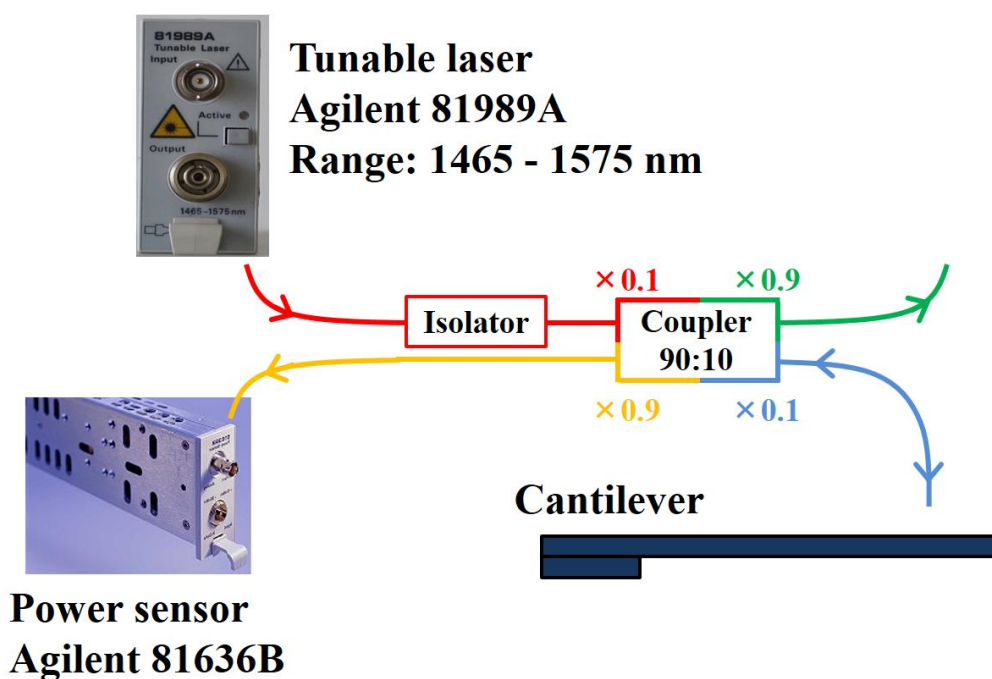 81989A
Tunable Laser
Input
Active
Output
1465-1575nm
Tunable laser
Agilent 81989A
Range: 1465 - 1575 nm
×0.1
×0.9
Isolator
Coupler
90:10
×0.9
×0.1
Cantilever
Power sensor
Agilent 81636B